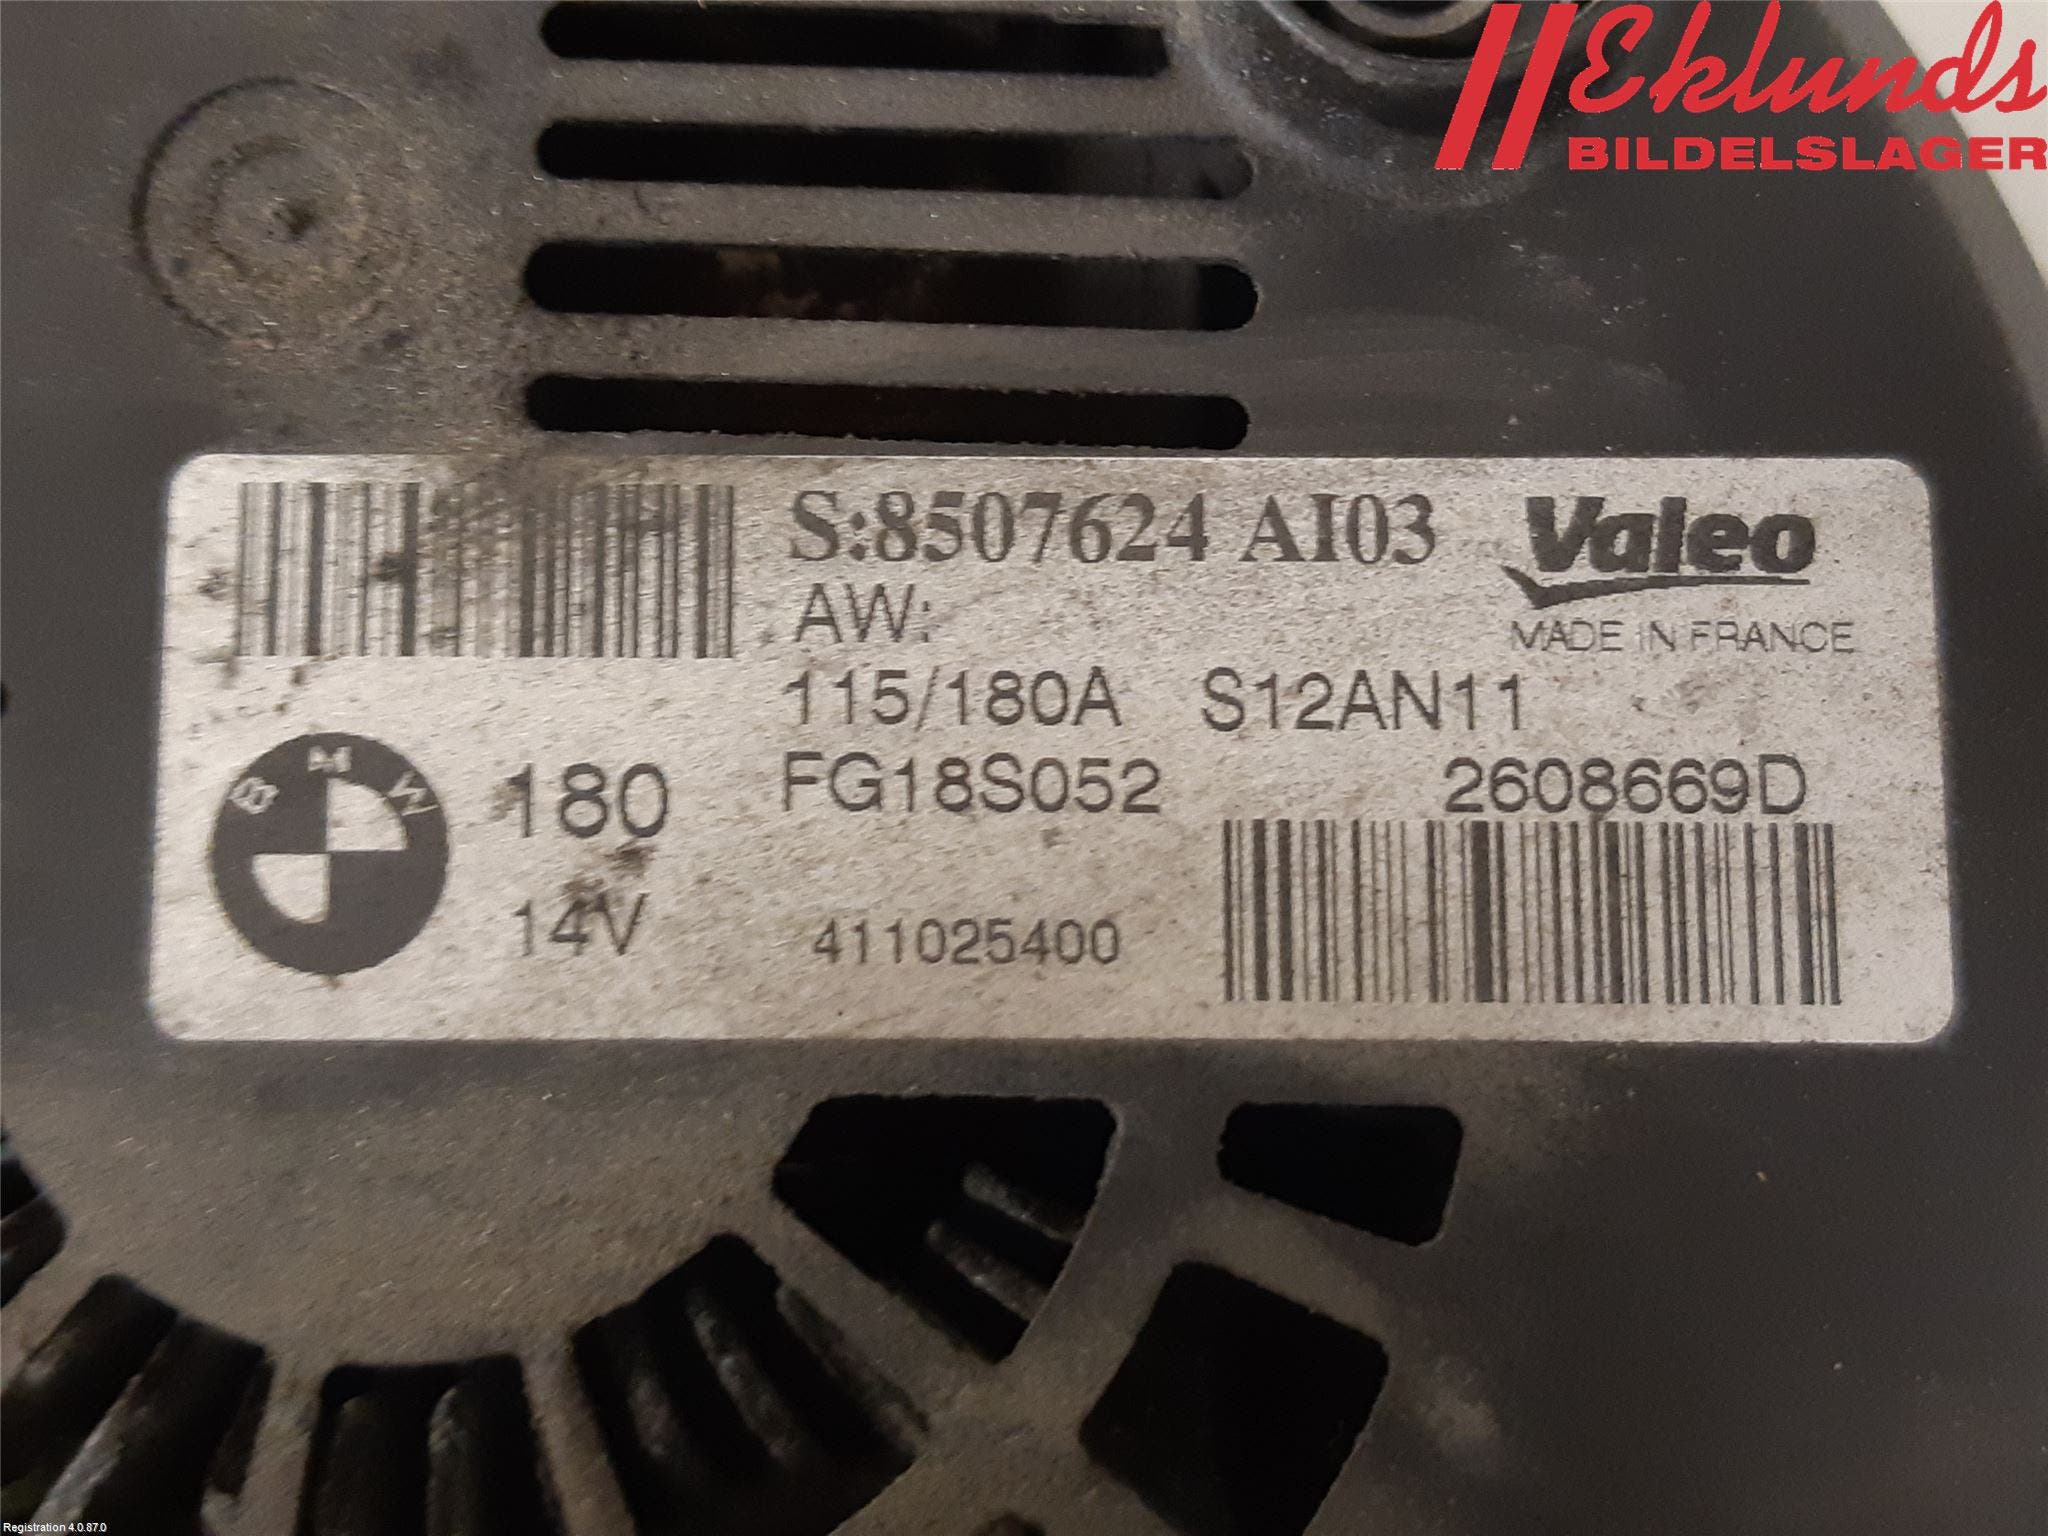 Eklunds
BILDELSLAGER
S:8507624 AI03
Valeo
AW:
MADE IN FRANCE
115/180A S12AN11
BMW
180
FG18S052
2608669D
14V
411025400
Registration 4.0.87.0